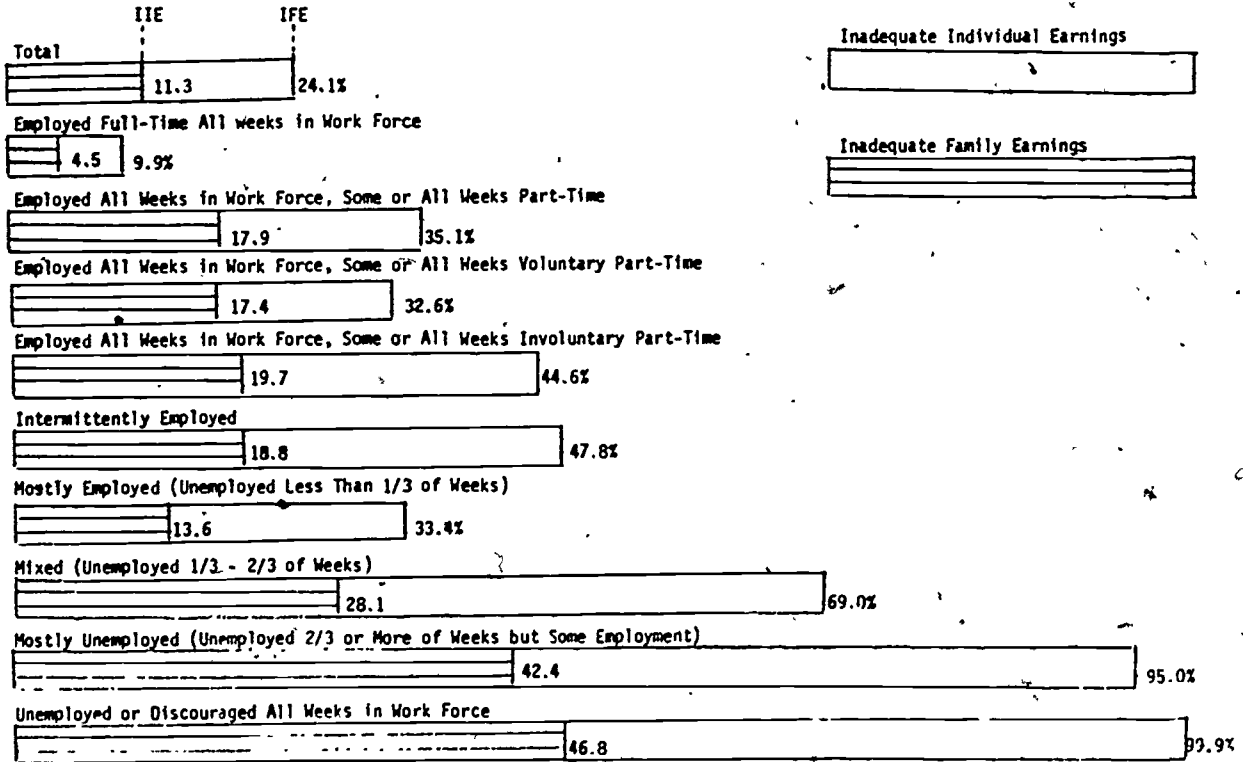 IIE IFE
Inadequate Individual Earnings
Total
11.3 24.1%
Employed Full-Time All weeks in Work Force
4.5 9.9%
Inadequate Family Earnings
Employed All Weeks in Work Force, Some or All Weeks Part-Time
17.9 35.1%
Employed All Weeks in Work Force, Some or All Weeks Voluntary Part-Time
17.4 32.6%
Employed All Weeks in Work Force, Some or All Weeks Involuntary Part-Time
19.7 44.6%
Intermittently Employed
18.8 47.8%
Mostly Employed (Unemployed Less Than 1/3 of Weeks)
13.6 33.4%
Mixed (Unemployed 1/3 - 2/3 of Weeks)
28.1 69.0%
Mostly Unemployed (Unemployed 2/3 or More of Weeks but Some Employment)
42.4 95.0%
Unemployed or Discouraged All Weeks in Work Force
46.8 99.9%